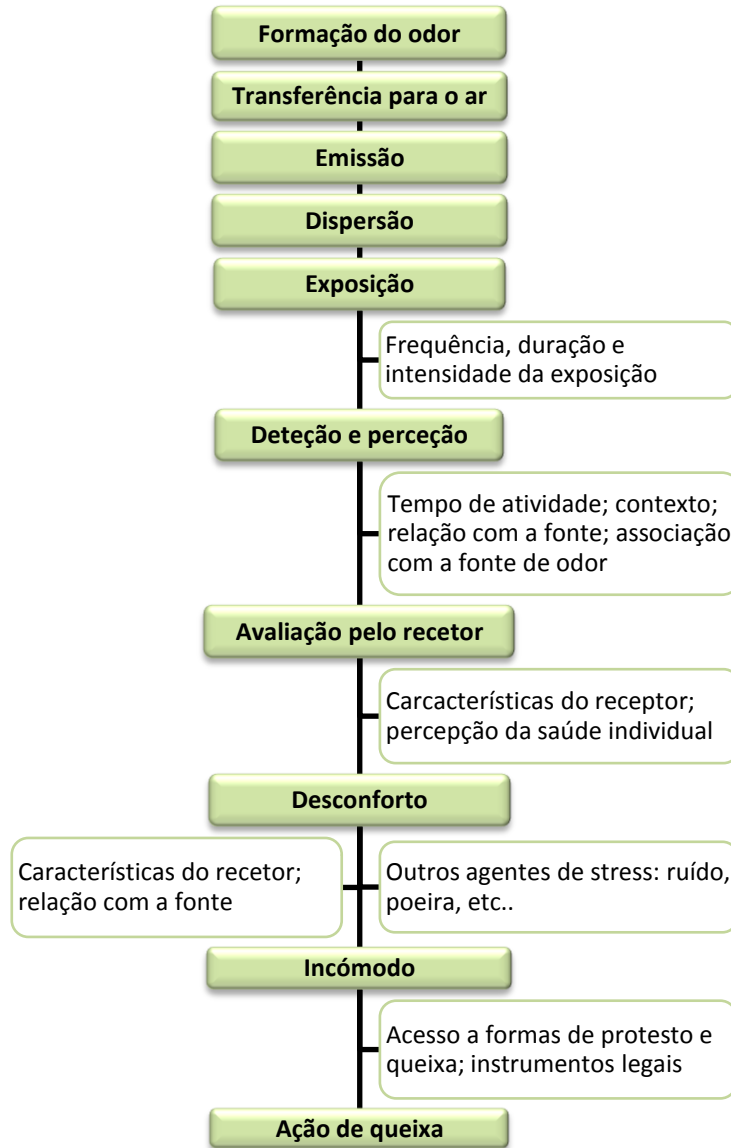 Formação do odor
Transferência para o ar
Emissão
Dispersão
Exposição
Frequência, duração e
intensidade da exposição
Deteção e perceção
Tempo de atividade; contexto;
relação com a fonte; associação
com a fonte de odor
Avaliação pelo recetor
Carcacterísticas do receptor;
percepção da saúde individual
Desconforto
Características do recetor;
relação com a fonte
Outros agentes de stress: ruído,
poeira, etc..
Incómodo
Acesso a formas de protesto e
queixa; instrumentos legais
Ação de queixa